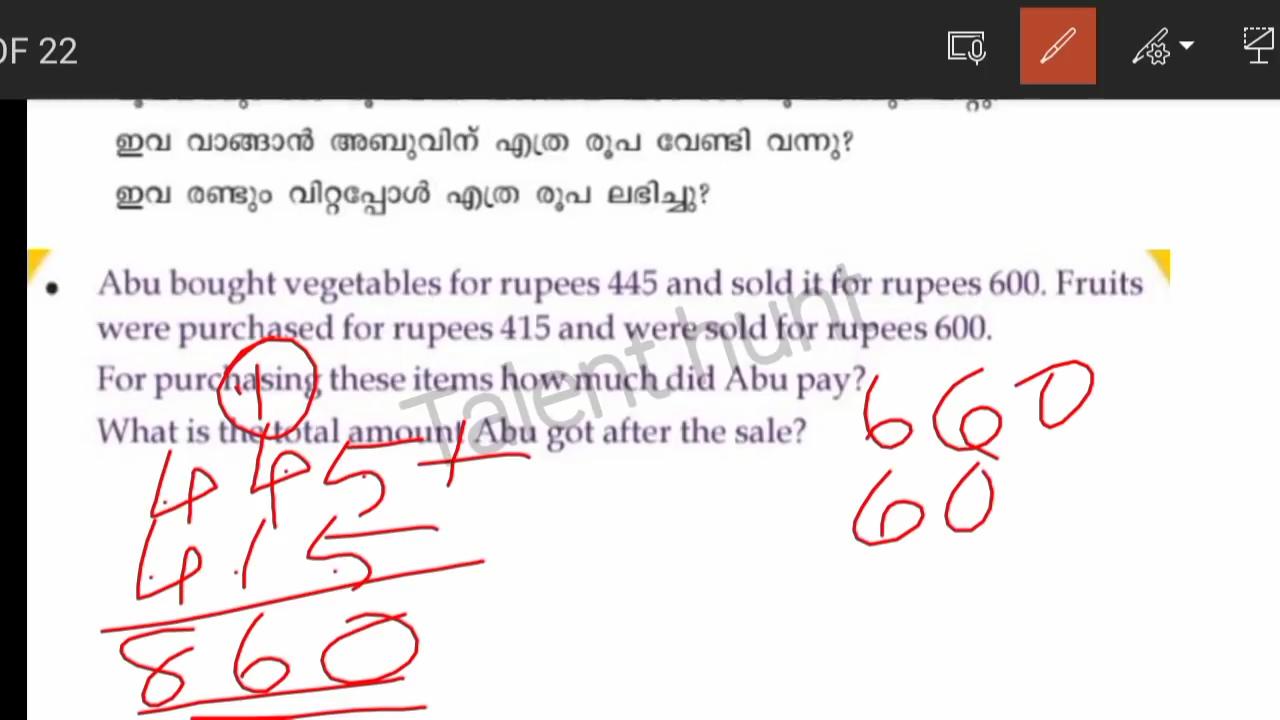 OF 22
ഇവ വാങ്ങാൻ അബുവിന് എത്ര രൂപ വേണ്ടി വന്നു?
ഇവ രണ്ടും വിറ്റപ്പോൾ എത്ര രൂപ ലഭിച്ചു?
• Abu bought vegetables for rupees 445 and sold it for rupees 600. Fruits
were purchased for rupees 415 and were sold for rupees 600.
For purchasing these items how much did Abu pay?
What is the total amount Abu got after the sale?
Talent hunt
1
445+
415
860
660
60